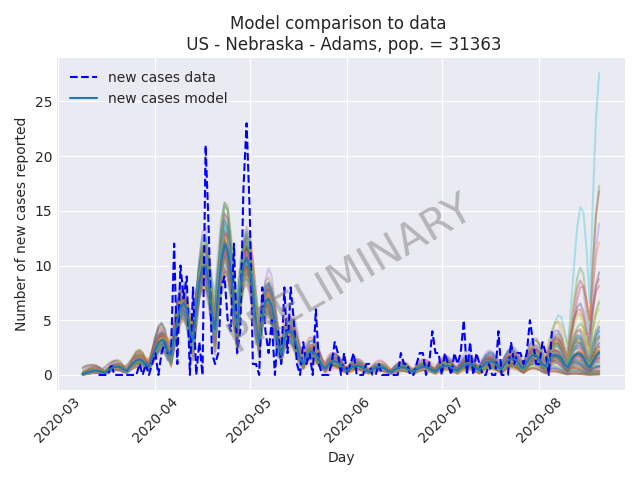 Model comparison to data
US - Nebraska - Adams, pop. = 31363
new cases data
new cases model
PRELIMINARY
Number of new cases reported
25
20
15
10
5
0
2020-03
2020-04
2020-05
2020-06
2020-07
2020-08
Day